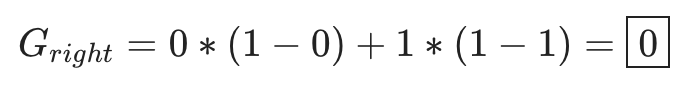 G_{right} = 0 * (1 − 0) + 1 * (1 − 1) = 0